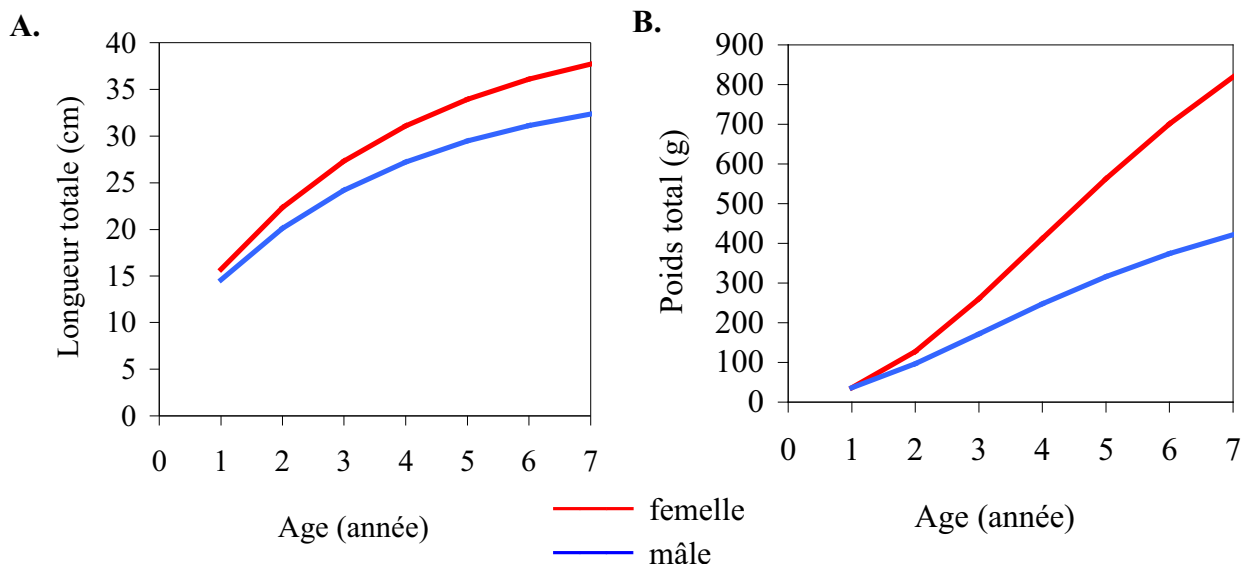 A.
Longueur totale (cm)
40
35
30
25
20
15
10
5
0
0 1 2 3 4 5 6 7
Age (année)
B.
Poids total (g)
900
800
700
600
500
400
300
200
100
0
0 1 2 3 4 5 6 7
Age (année)
femelle
mâle